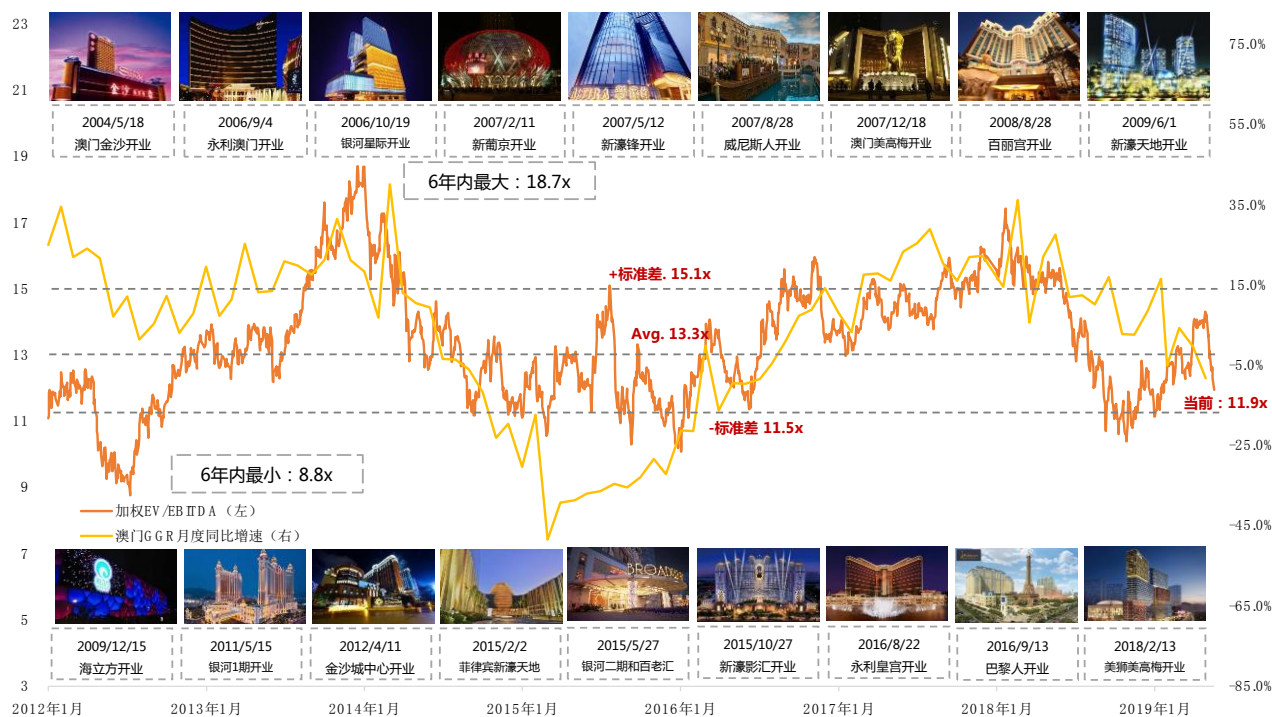 23
21
19
17
15
13
11
9
7
5
3
75.0%
55.0%
35.0%
15.0%
-5.0%
-25.0%
-45.0%
-65.0%
-85.0%
2004/5/18
澳门金沙开业
2006/9/4
永利澳门开业
2006/10/19
银河星际开业
2007/2/11
新葡京开业
2007/5/12
新濠锋开业
2007/8/28
威尼斯人开业
2007/12/18
澳门美高梅开业
2008/8/28
百丽宫开业
2009/6/1
新濠天地开业
6年内最大：18.7x
+标准差. 15.1x
Avg. 13.3x
当前：11.9x
-标准差 11.5x
6年内最小：8.8x
加权EV/EBITDA（左）
澳门GGR月度同比增速（右）
BROADWAY
2009/12/15
海立方开业
2011/5/15
银河1期开业
2012/4/11
金沙城中心开业
2015/2/2
菲律宾新濠天地
2015/5/27
银河二期和百老汇
2015/10/27
新濠影汇开业
2016/8/22
永利皇宫开业
2016/9/13
巴黎人开业
2018/2/13
美狮美高梅开业
2012年1月
2013年1月
2014年1月
2015年1月
2016年1月
2017年1月
2018年1月
2019年1月